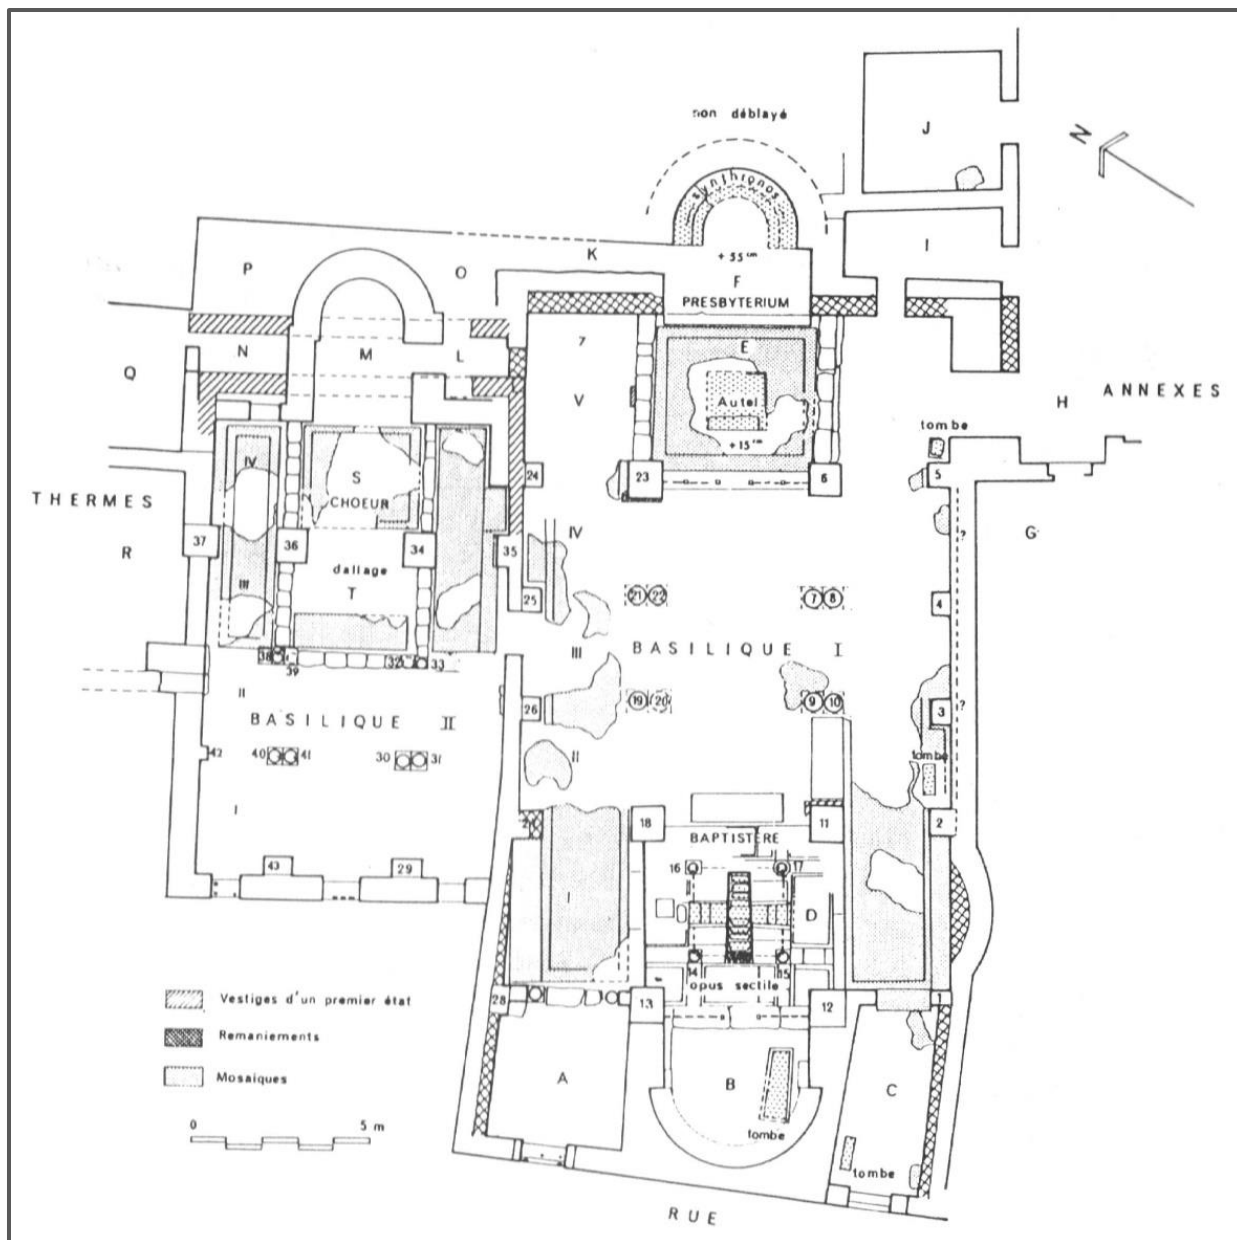 non déblayé
J
N
synthronos
I
P
O
K
+ 55 cm
F
PRESBYTERIUM
N
M
L
7
E
Q
V
Autel
H ANNEXES
+15 cm
tombe
IV
S
24
23
6
5
THERMES
CHOEUR
2
37
36
34
35
IV
G
?
R
dallage
III
T
25
21 22
7 8
4
38
39
32
33
III
BASILIQUE I
II
26
19 20
9 10
3
?
BASILIQUE II
42
40 41
30 31
II
tombe
I
2
18
BAPTISTÈRE
11
2
43
29
16
17
I
D
14
15
Vestiges d'un premier état
28
13
opus sectile
12
1
Remaniements
Mosaiques
A
B
C
0 5 m
tombe
tombe
RUE